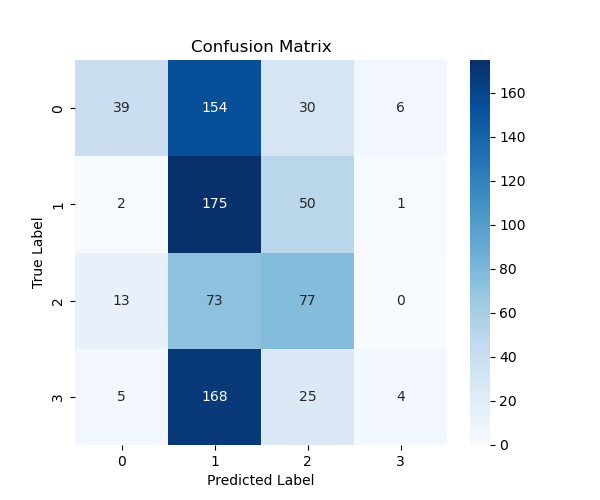 Confusion Matrix
True Label
0 39 154 30 6
1 2 175 50 1
2 13 73 77 0
3 5 168 25 4
0 1 2 3
Predicted Label
160
140
120
100
80
60
40
20
0